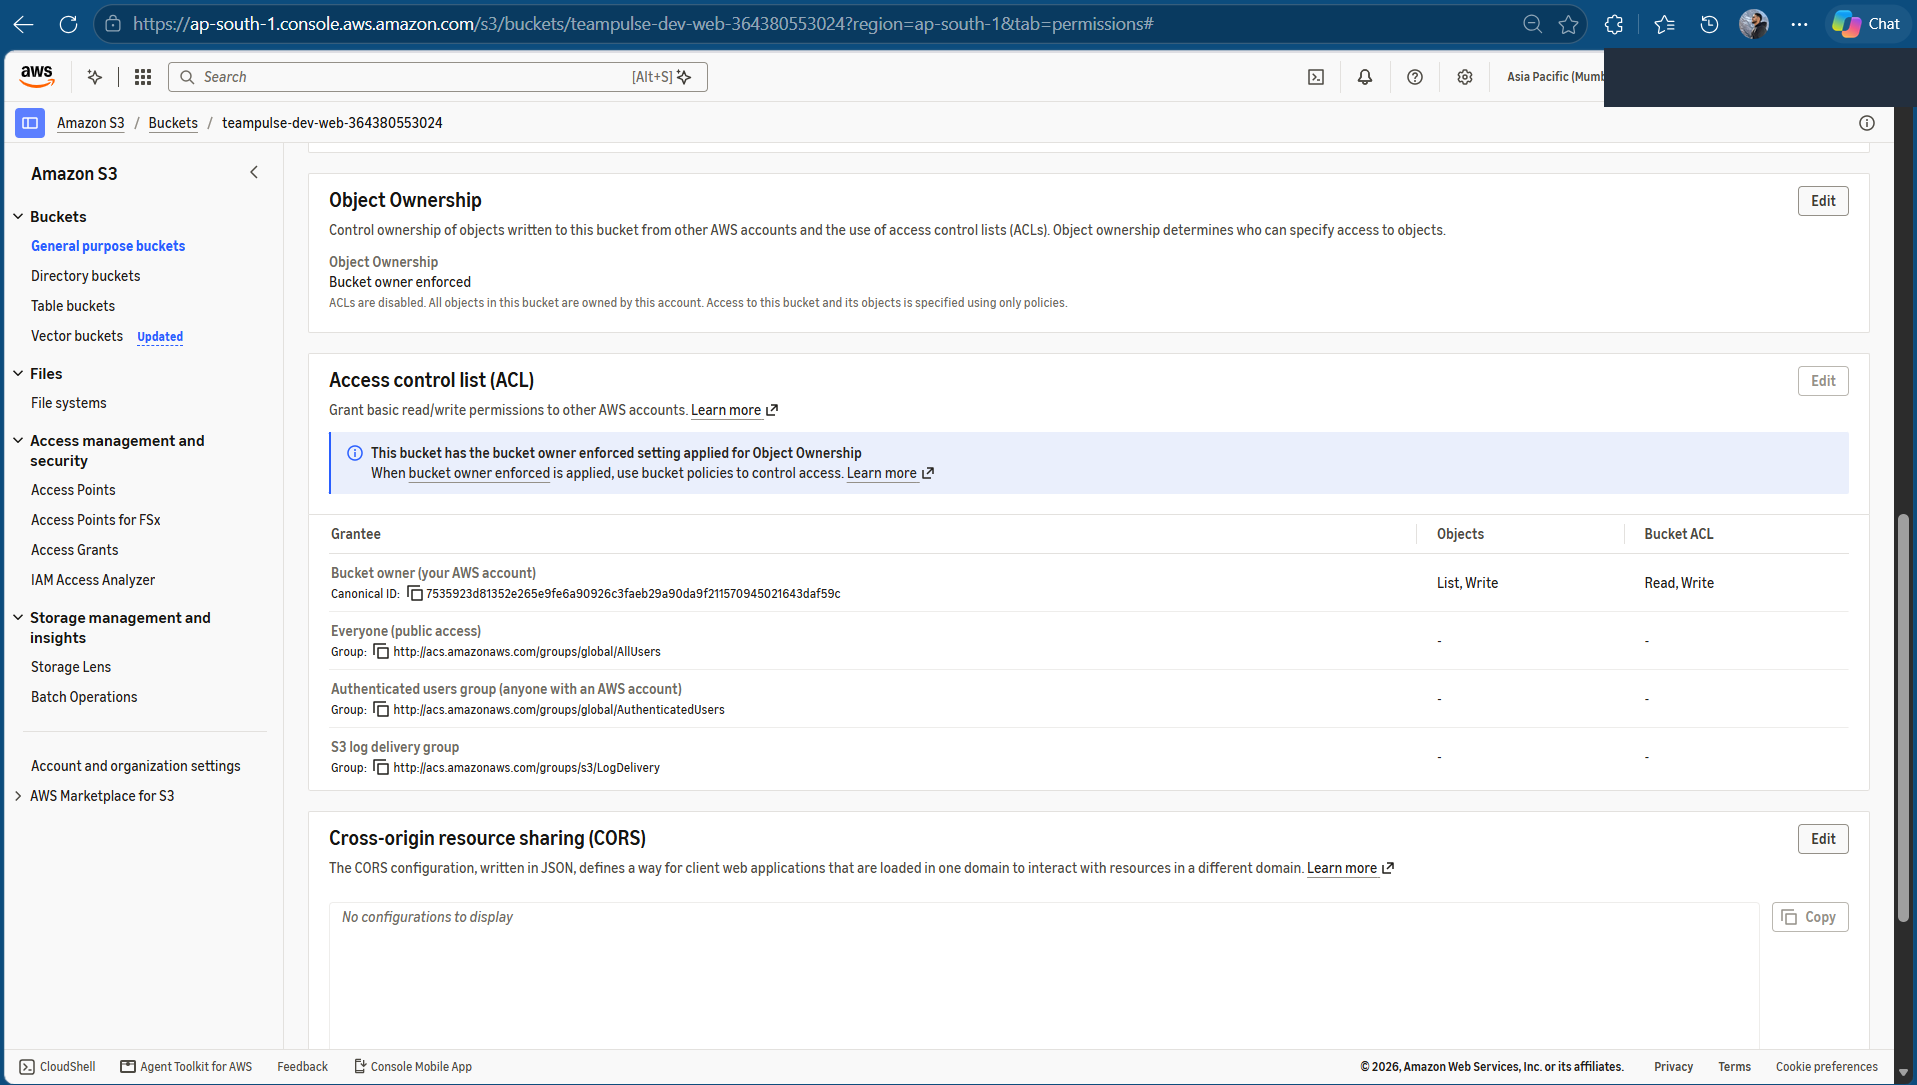 https://ap-south-1.console.aws.amazon.com/s3/buckets/teampulse-dev-web-364380553024?region=ap-south-1&tab=permissions#
Chat
aws
Search
[Alt+S]
Asia Pacific (Mumb
Amazon S3 / Buckets / teampulse-dev-web-364380553024
Amazon S3
Buckets
General purpose buckets
Directory buckets
Table buckets
Vector buckets Updated
Files
File systems
Access management and
security
Access Points
Access Points for FSx
Access Grants
IAM Access Analyzer
Storage management and
insights
Storage Lens
Batch Operations
Account and organization settings
AWS Marketplace for S3
Object Ownership
Edit
Control ownership of objects written to this bucket from other AWS accounts and the use of access control lists (ACLs). Object ownership determines who can specify access to objects.
Object Ownership
Bucket owner enforced
ACLs are disabled. All objects in this bucket are owned by this account. Access to this bucket and its objects is specified using only policies.
Access control list (ACL)
Edit
Grant basic read/write permissions to other AWS accounts. Learn more
This bucket has the bucket owner enforced setting applied for Object Ownership
When bucket owner enforced is applied, use bucket policies to control access. Learn more
Grantee Objects Bucket ACL
Bucket owner (your AWS account)
Canonical ID: 7535923d81352e265e9fe6a90926c3faeb29a90da9f211570945021643daf59c
List, Write Read, Write
Everyone (public access)
Group: http://acs.amazonaws.com/groups/global/AllUsers
- -
Authenticated users group (anyone with an AWS account)
Group: http://acs.amazonaws.com/groups/global/AuthenticatedUsers
- -
S3 log delivery group
Group: http://acs.amazonaws.com/groups/s3/LogDelivery
- -
Cross-origin resource sharing (CORS)
Edit
The CORS configuration, written in JSON, defines a way for client web applications that are loaded in one domain to interact with resources in a different domain. Learn more
No configurations to display
Copy
CloudShell Agent Toolkit for AWS Feedback Console Mobile App
© 2026, Amazon Web Services, Inc. or its affiliates. Privacy Terms Cookie preferences